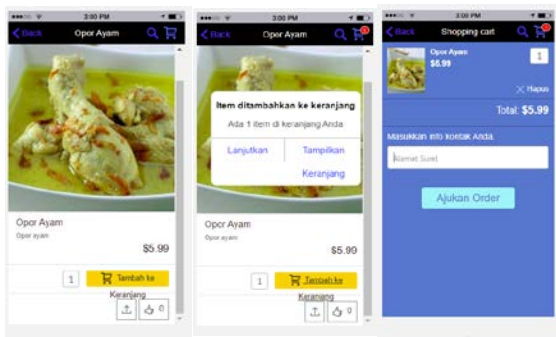 3:00 PM
Back Opor Ayam
Opor Ayam
Opor ayam
$5.99
1 Tambah ke
Keranjang
0
3:00 PM
Back Opor Ayam
Item ditambahkan ke keranjang
Ada 1 item di keranjang Anda
Lanjutkan Tampilkan
Keranjang
Opor Ayam
Opor ayam
$5.99
1 Tambah ke
Keranjang
0
3:00 PM
Back Shopping cart
Opor Ayam
$5.99
1
Hapus
Total: $5.99
Masukkan info kontak Anda.
Alamat Surel
Ajukan Order